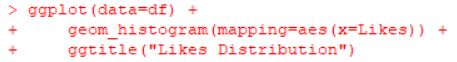 > ggplot(data=df) +
+     geom_histogram(mapping=aes(x=Likes)) +
+     ggtitle("Likes Distribution")